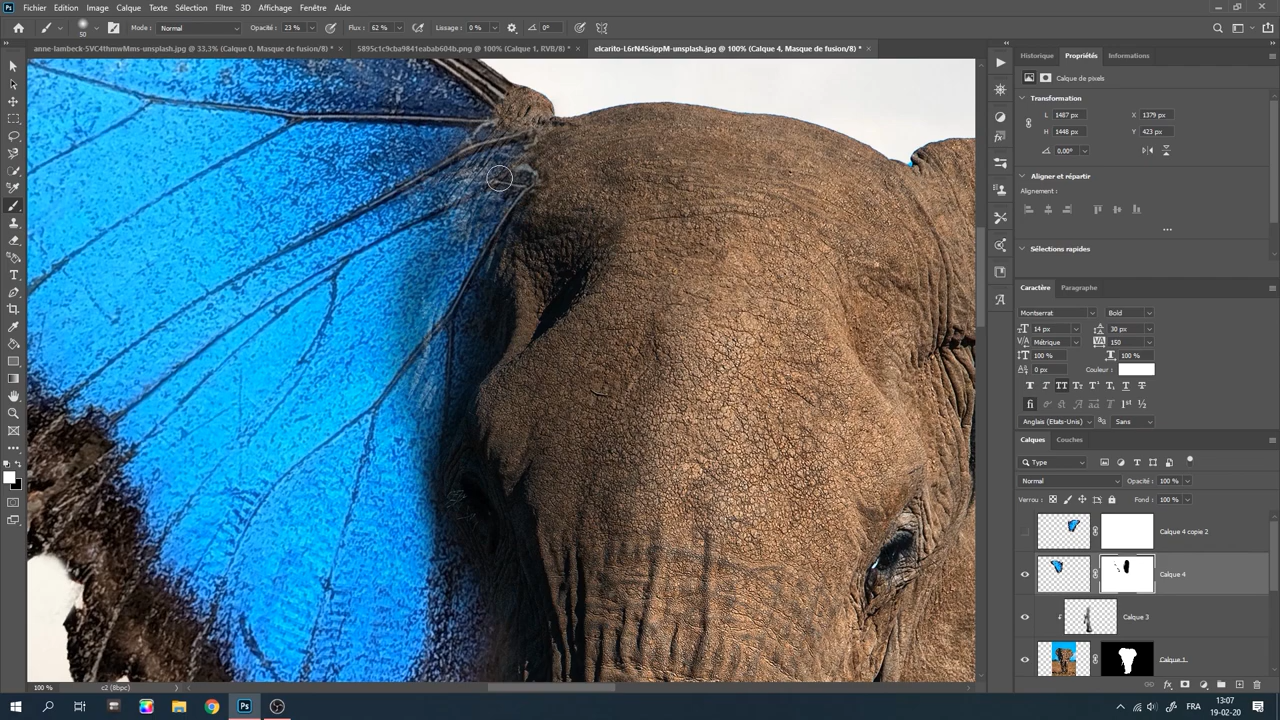 Fichier Edition Image Calque Texte Sélection Filtre 3D Affichage Fenêtre Aide
Mode : Normal Opacité : 23 % Flux : 62 % Lissage : 0 % 0°
50
anne-lambeck-5VC4thmwMms-unsplash.jpg @ 33,3% (Calque 0, Masque de fusion/8) * × 5895c1c9cba9841eabab604b.png @ 100% (Calque 1, RVB/8) * × elcarito-L6rN4SsippM-unsplash.jpg @ 100% (Calque 4, Masque de fusion/8) * ×
Historique Propriétés Informations
Calque de pixels
Transformation
L 1487 px X 1379 px
H 1448 px Y 423 px
0,00°
Aligner et répartir
Alignement :
Sélections rapides
Caractère Paragraphe
Montserrat Bold
14 px 30 px
Métrique 150
100 % 100 %
0 px Couleur :
Anglais (Etats-Unis) Sans
Calques Couches
Type
Normal Opacité : 100 %
Verrou : Fond : 100 %
Calque 4 copie 2
Calque 4
Calque 3
Calque 1
100 % c2 (8bpc)
FRA
13:07
19-02-20